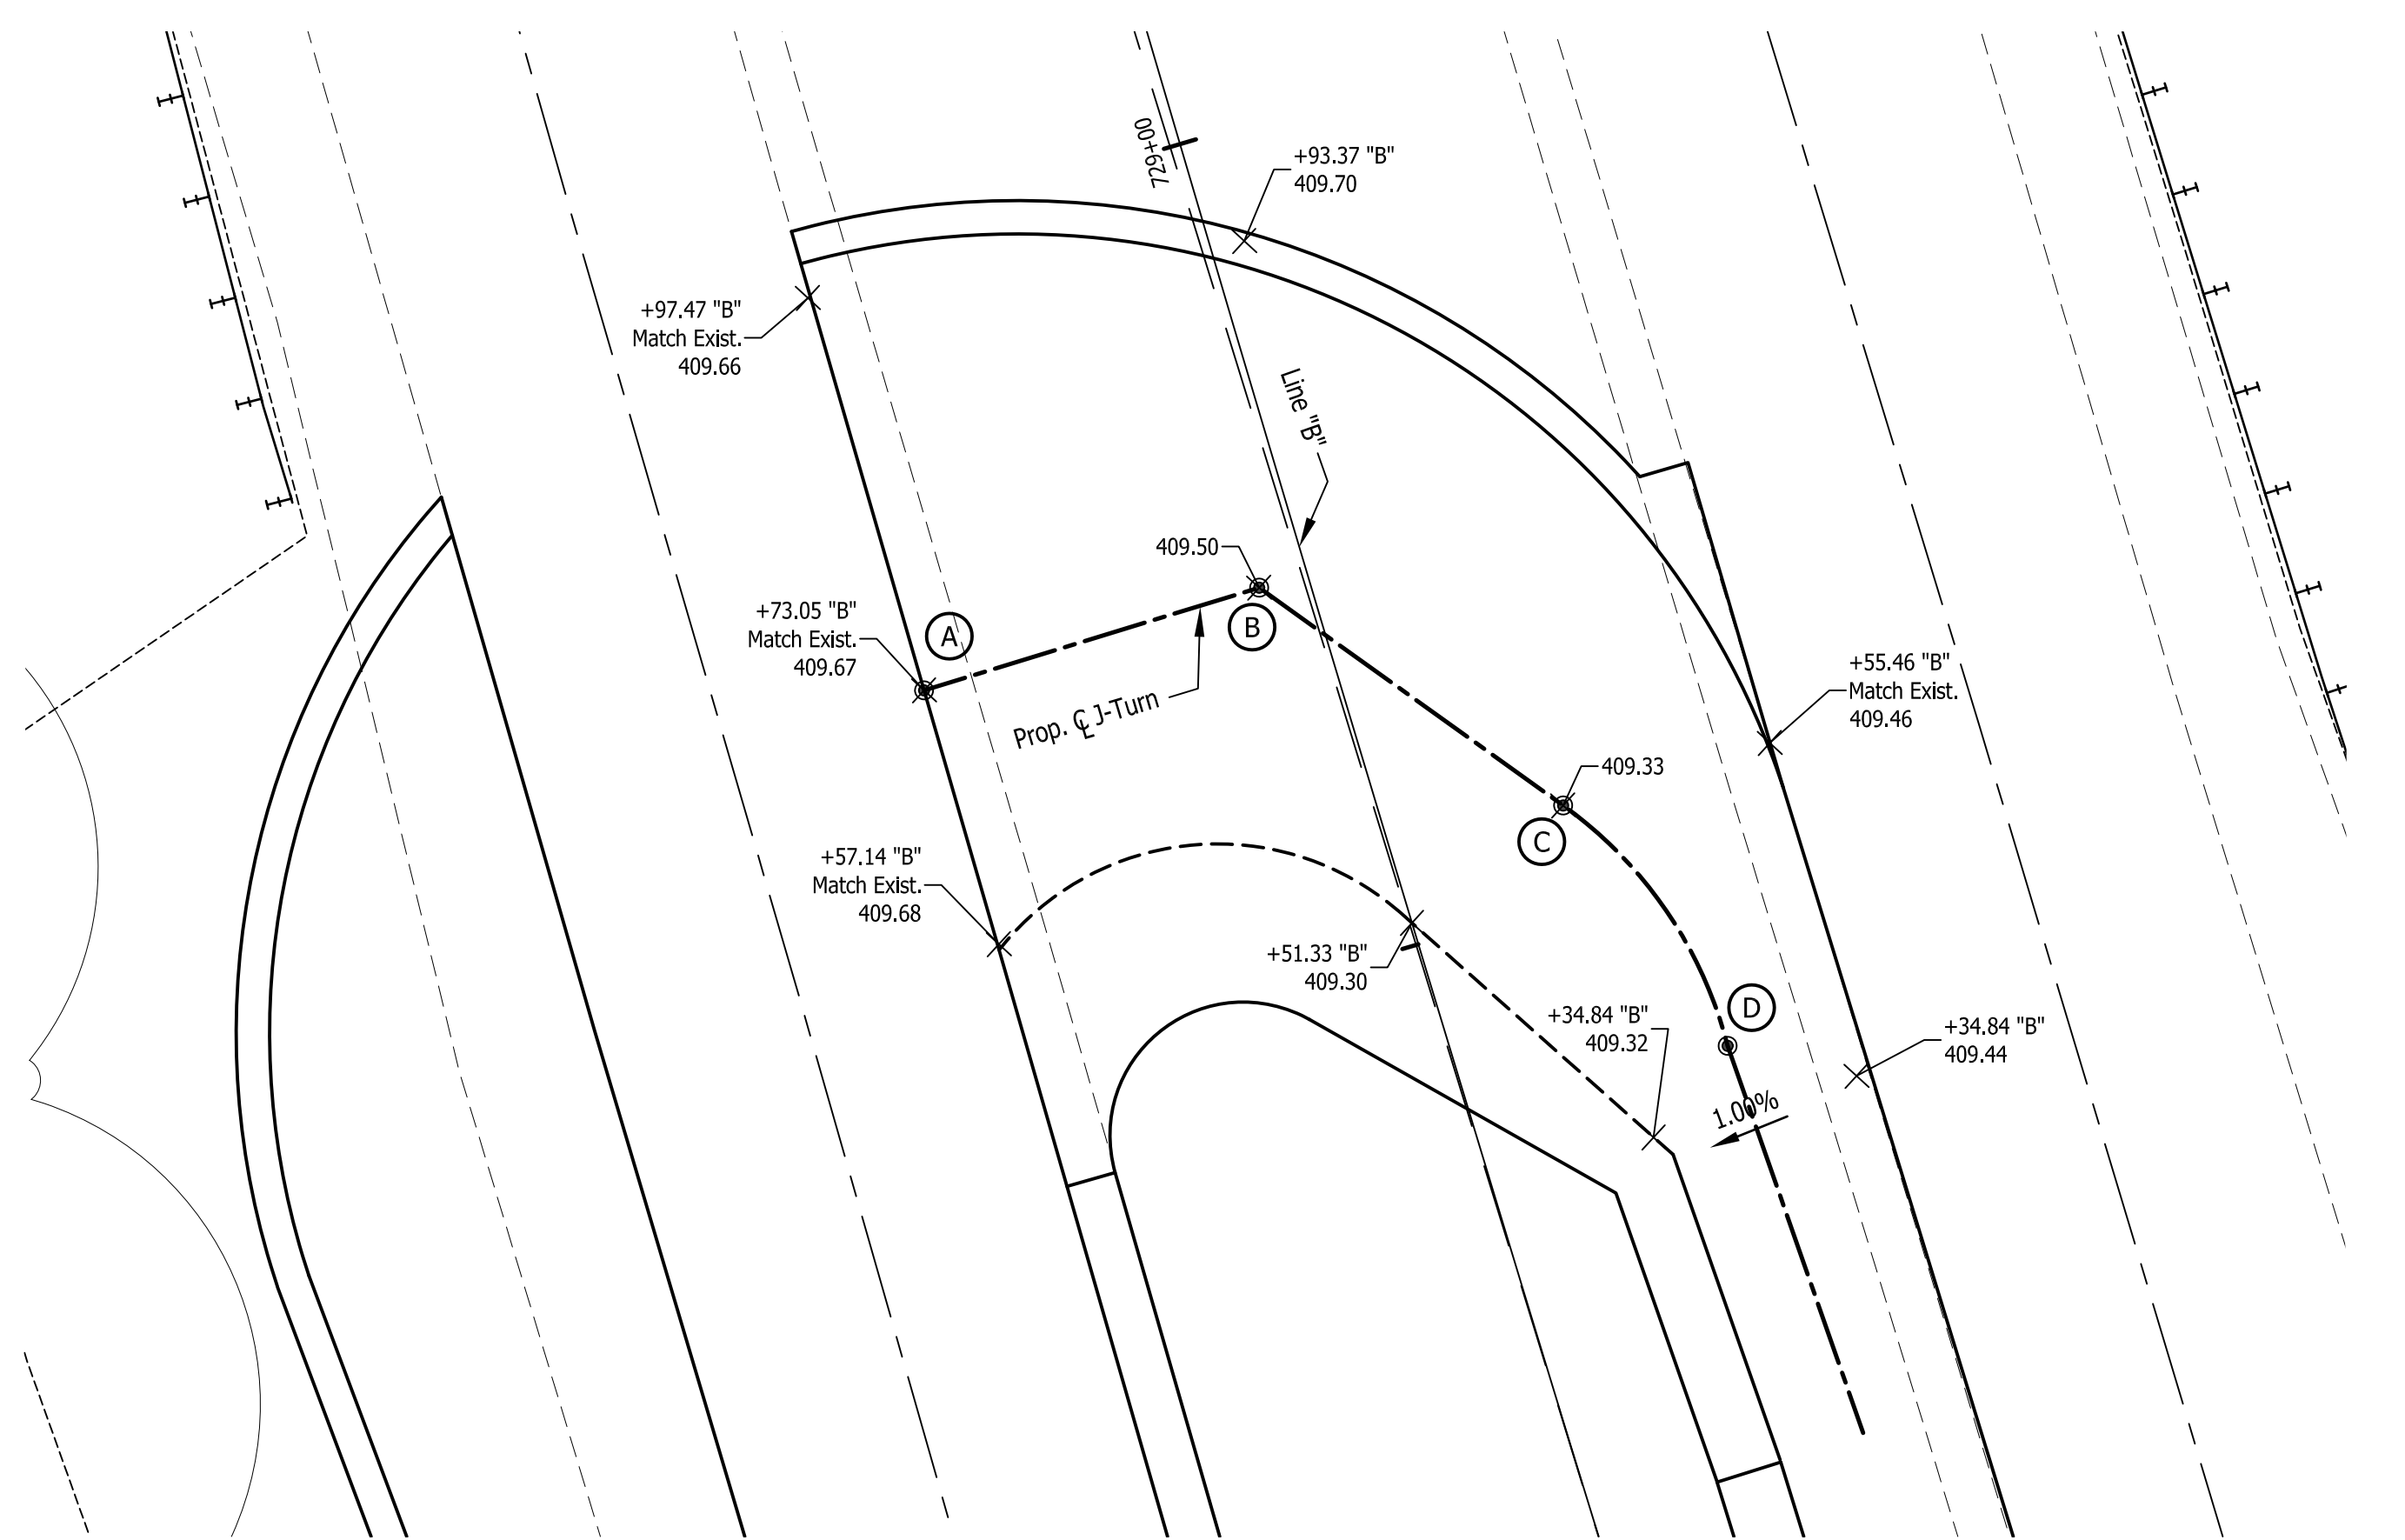 729+00
+93.37 "B"
409.70
+97.47 "B"
Match Exist.
409.66
Line "B"
409.50
+73.05 "B"
Match Exist.
409.67
A
B
+55.46 "B"
Match Exist.
409.46
Prop. ℄ J-Turn
409.33
C
+57.14 "B"
Match Exist.
409.68
+51.33 "B"
409.30
D
+34.84 "B"
409.32
+34.84 "B"
409.44
1.00%